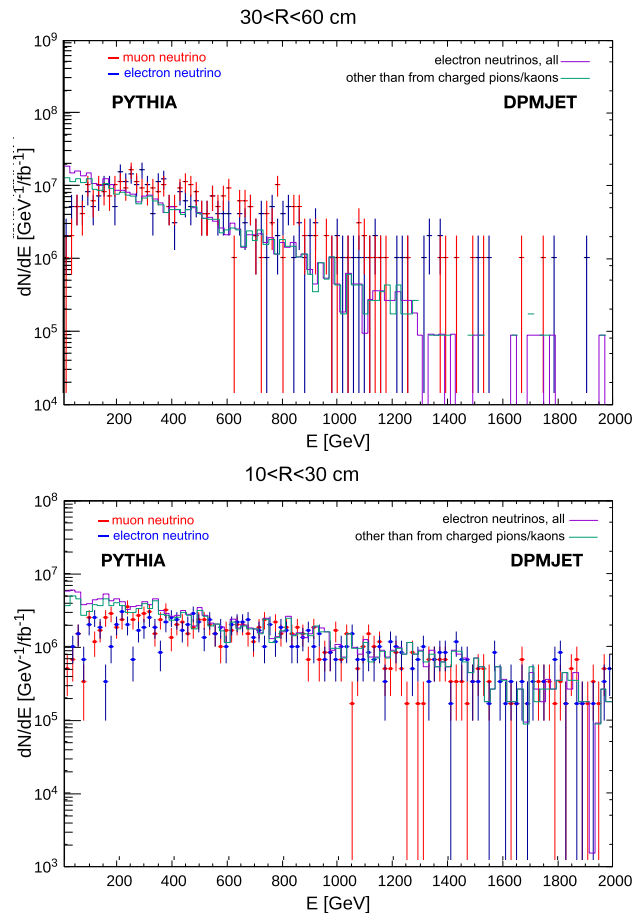 30<R<60 cm
10⁹
10⁸
10⁷
10⁶
10⁵
10⁴
dN/dE [GeV⁻¹/fb⁻¹]
muon neutrino
electron neutrino
PYTHIA
electron neutrinos, all
other than from charged pions/kaons
DPMJET
200 400 600 800 1000 1200 1400 1600 1800 2000
E [GeV]
10<R<30 cm
10⁸
10⁷
10⁶
10⁵
10⁴
10³
dN/dE [GeV⁻¹/fb⁻¹]
muon neutrino
electron neutrino
PYTHIA
electron neutrinos, all
other than from charged pions/kaons
DPMJET
200 400 600 800 1000 1200 1400 1600 1800 2000
E [GeV]